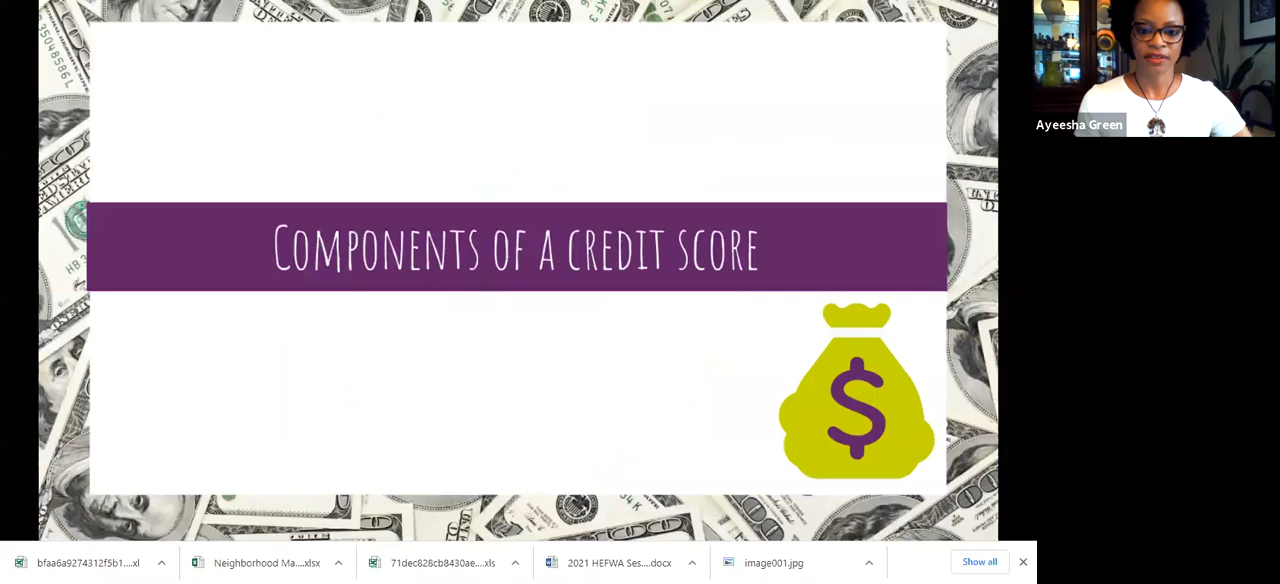 COMPONENTS OF A CREDIT SCORE
$
Ayeesha Green
bfaa6a9274312f5b1....xl
Neighborhood Ma....xlsx
71dec828cb8430ae....xls
2021 HEFWA Ses....docx
image001.jpg
Show all